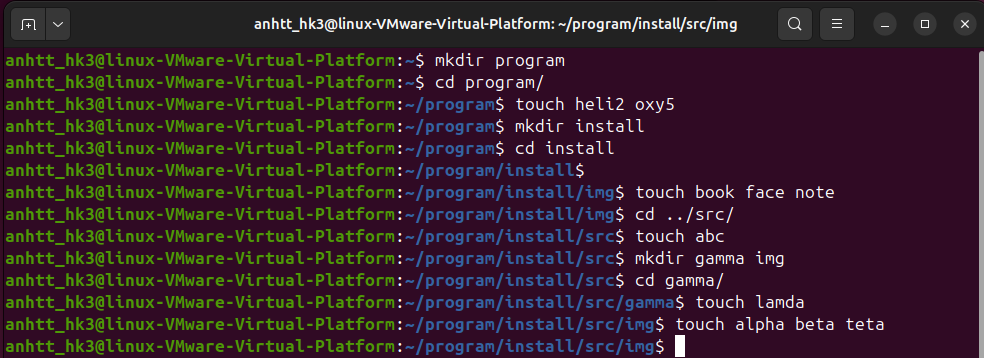 anhtt_hk3@linux-VMware-Virtual-Platform: ~/program/install/src/img
anhtt_hk3@linux-VMware-Virtual-Platform:~$ mkdir program
anhtt_hk3@linux-VMware-Virtual-Platform:~$ cd program/
anhtt_hk3@linux-VMware-Virtual-Platform:~/program$ touch heli2 oxy5
anhtt_hk3@linux-VMware-Virtual-Platform:~/program$ mkdir install
anhtt_hk3@linux-VMware-Virtual-Platform:~/program$ cd install
anhtt_hk3@linux-VMware-Virtual-Platform:~/program/install$
anhtt_hk3@linux-VMware-Virtual-Platform:~/program/install/img$ touch book face note
anhtt_hk3@linux-VMware-Virtual-Platform:~/program/install/img$ cd ../src/
anhtt_hk3@linux-VMware-Virtual-Platform:~/program/install/src$ touch abc
anhtt_hk3@linux-VMware-Virtual-Platform:~/program/install/src$ mkdir gamma img
anhtt_hk3@linux-VMware-Virtual-Platform:~/program/install/src$ cd gamma/
anhtt_hk3@linux-VMware-Virtual-Platform:~/program/install/src/gamma$ touch lamda
anhtt_hk3@linux-VMware-Virtual-Platform:~/program/install/src/img$ touch alpha beta teta
anhtt_hk3@linux-VMware-Virtual-Platform:~/program/install/src/img$